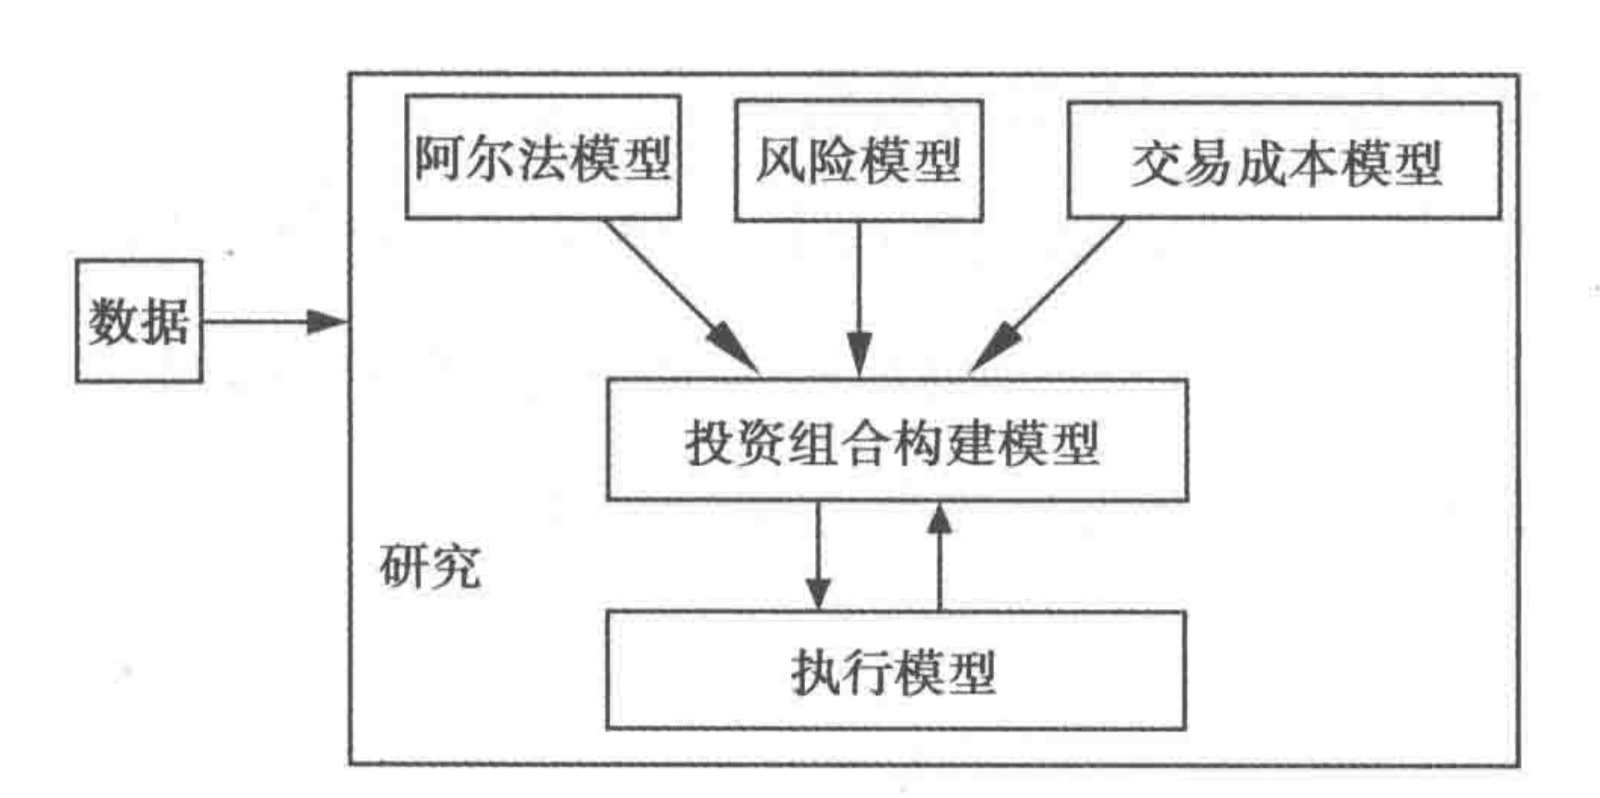 阿尔法模型
风险模型
交易成本模型
数据
投资组合构建模型
研究
执行模型